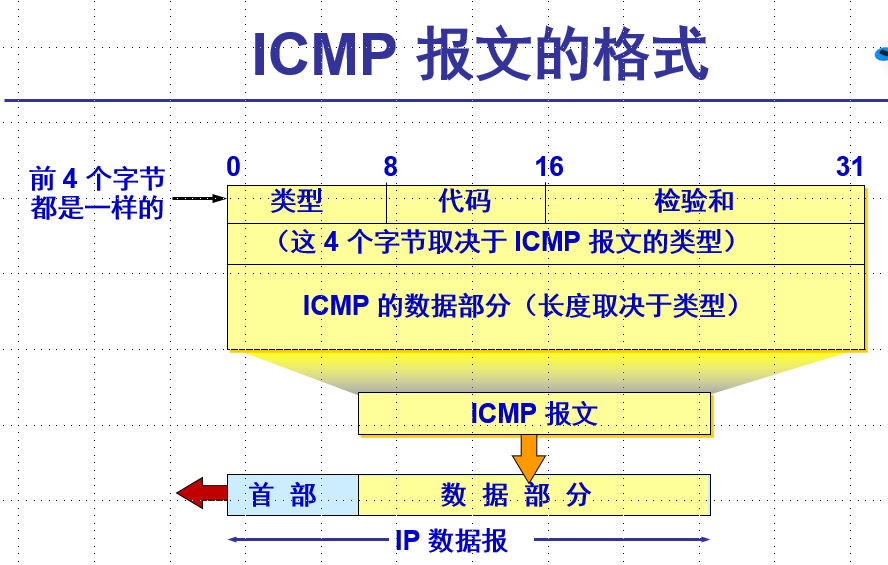 ICMP 报文的格式
0 8 16 31
前 4 个字节
都是一样的
类型 代码 检验和
（这 4 个字节取决于 ICMP 报文的类型）
ICMP 的数据部分（长度取决于类型）
ICMP 报文
首 部 数 据 部 分
IP 数据报